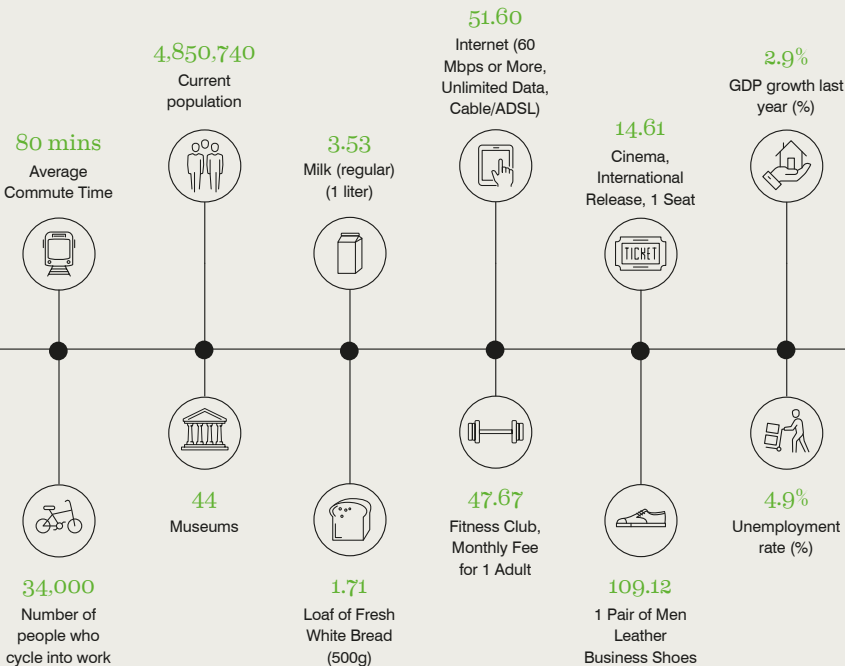 80 mins
Average
Commute Time
34,000
Number of
people who
cycle into work
4,850,740
Current
population
44
Museums
3.53
Milk (regular)
(1 liter)
1.71
Loaf of Fresh
White Bread
(500g)
51.60
Internet (60
Mbps or More,
Unlimited Data,
Cable/ADSL)
47.67
Fitness Club,
Monthly Fee
for 1 Adult
14.61
Cinema,
International
Release, 1 Seat
TICKET
109.12
1 Pair of Men
Leather
Business Shoes
2.9%
GDP growth last
year (%)
4.9%
Unemployment
rate (%)